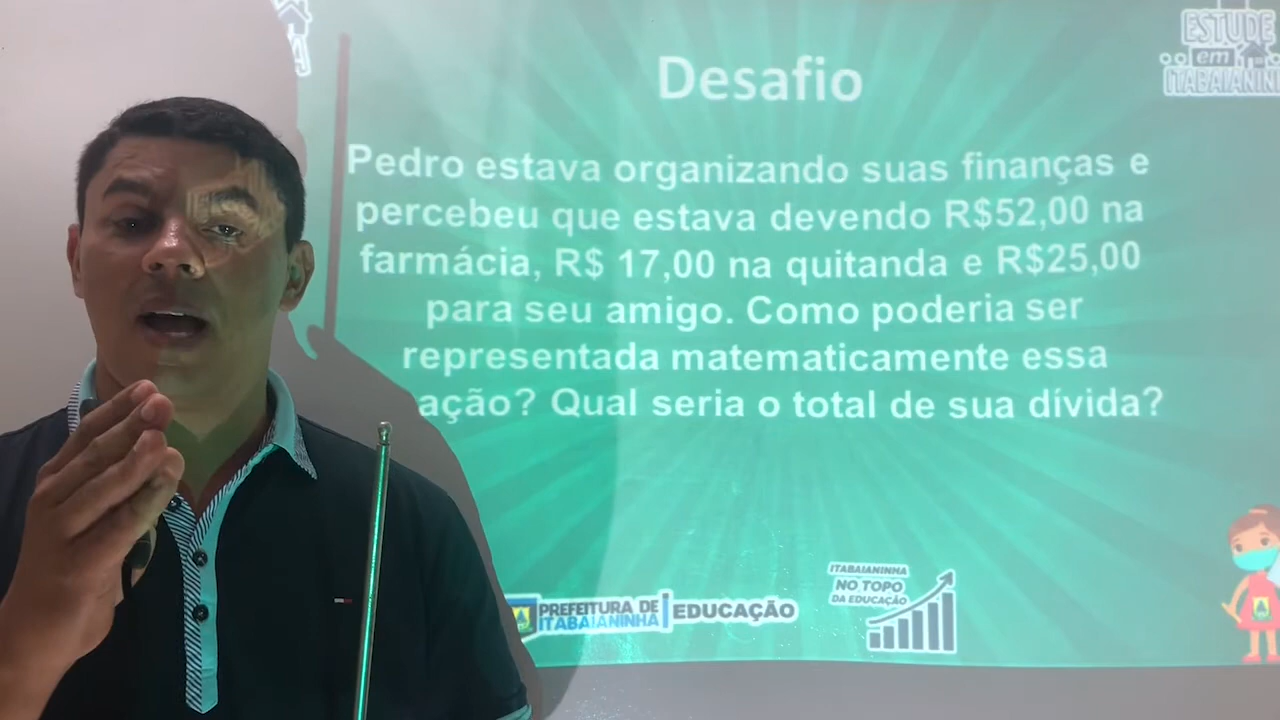 ESTUDE
em
Desafio
Pedro estava organizando suas finanças e
percebeu que estava devendo R$52,00 na
farmácia, R$ 17,00 na quitanda e R$25,00
para seu amigo. Como poderia ser
representada matematicamente essa
ação? Qual seria o total de sua dívida?
ITABAIANINHA
NO TOPO
DA EDUCAÇÃO
PREFEITURA DE
ITABAIANINHA
EDUCAÇÃO